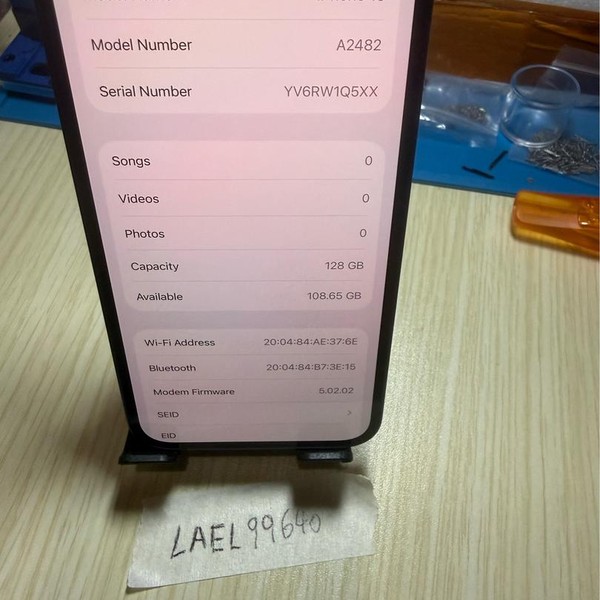 Model Number A2482
Serial Number YV6RW1Q5XX
Songs 0
Videos 0
Photos 0
Capacity 128 GB
Available 108.65 GB
Wi-Fi Address 20:04:84:AE:37:6E
Bluetooth 20:04:84:B7:3E:15
Modem Firmware 5.02.02
SEID >
EID
LAEL99640